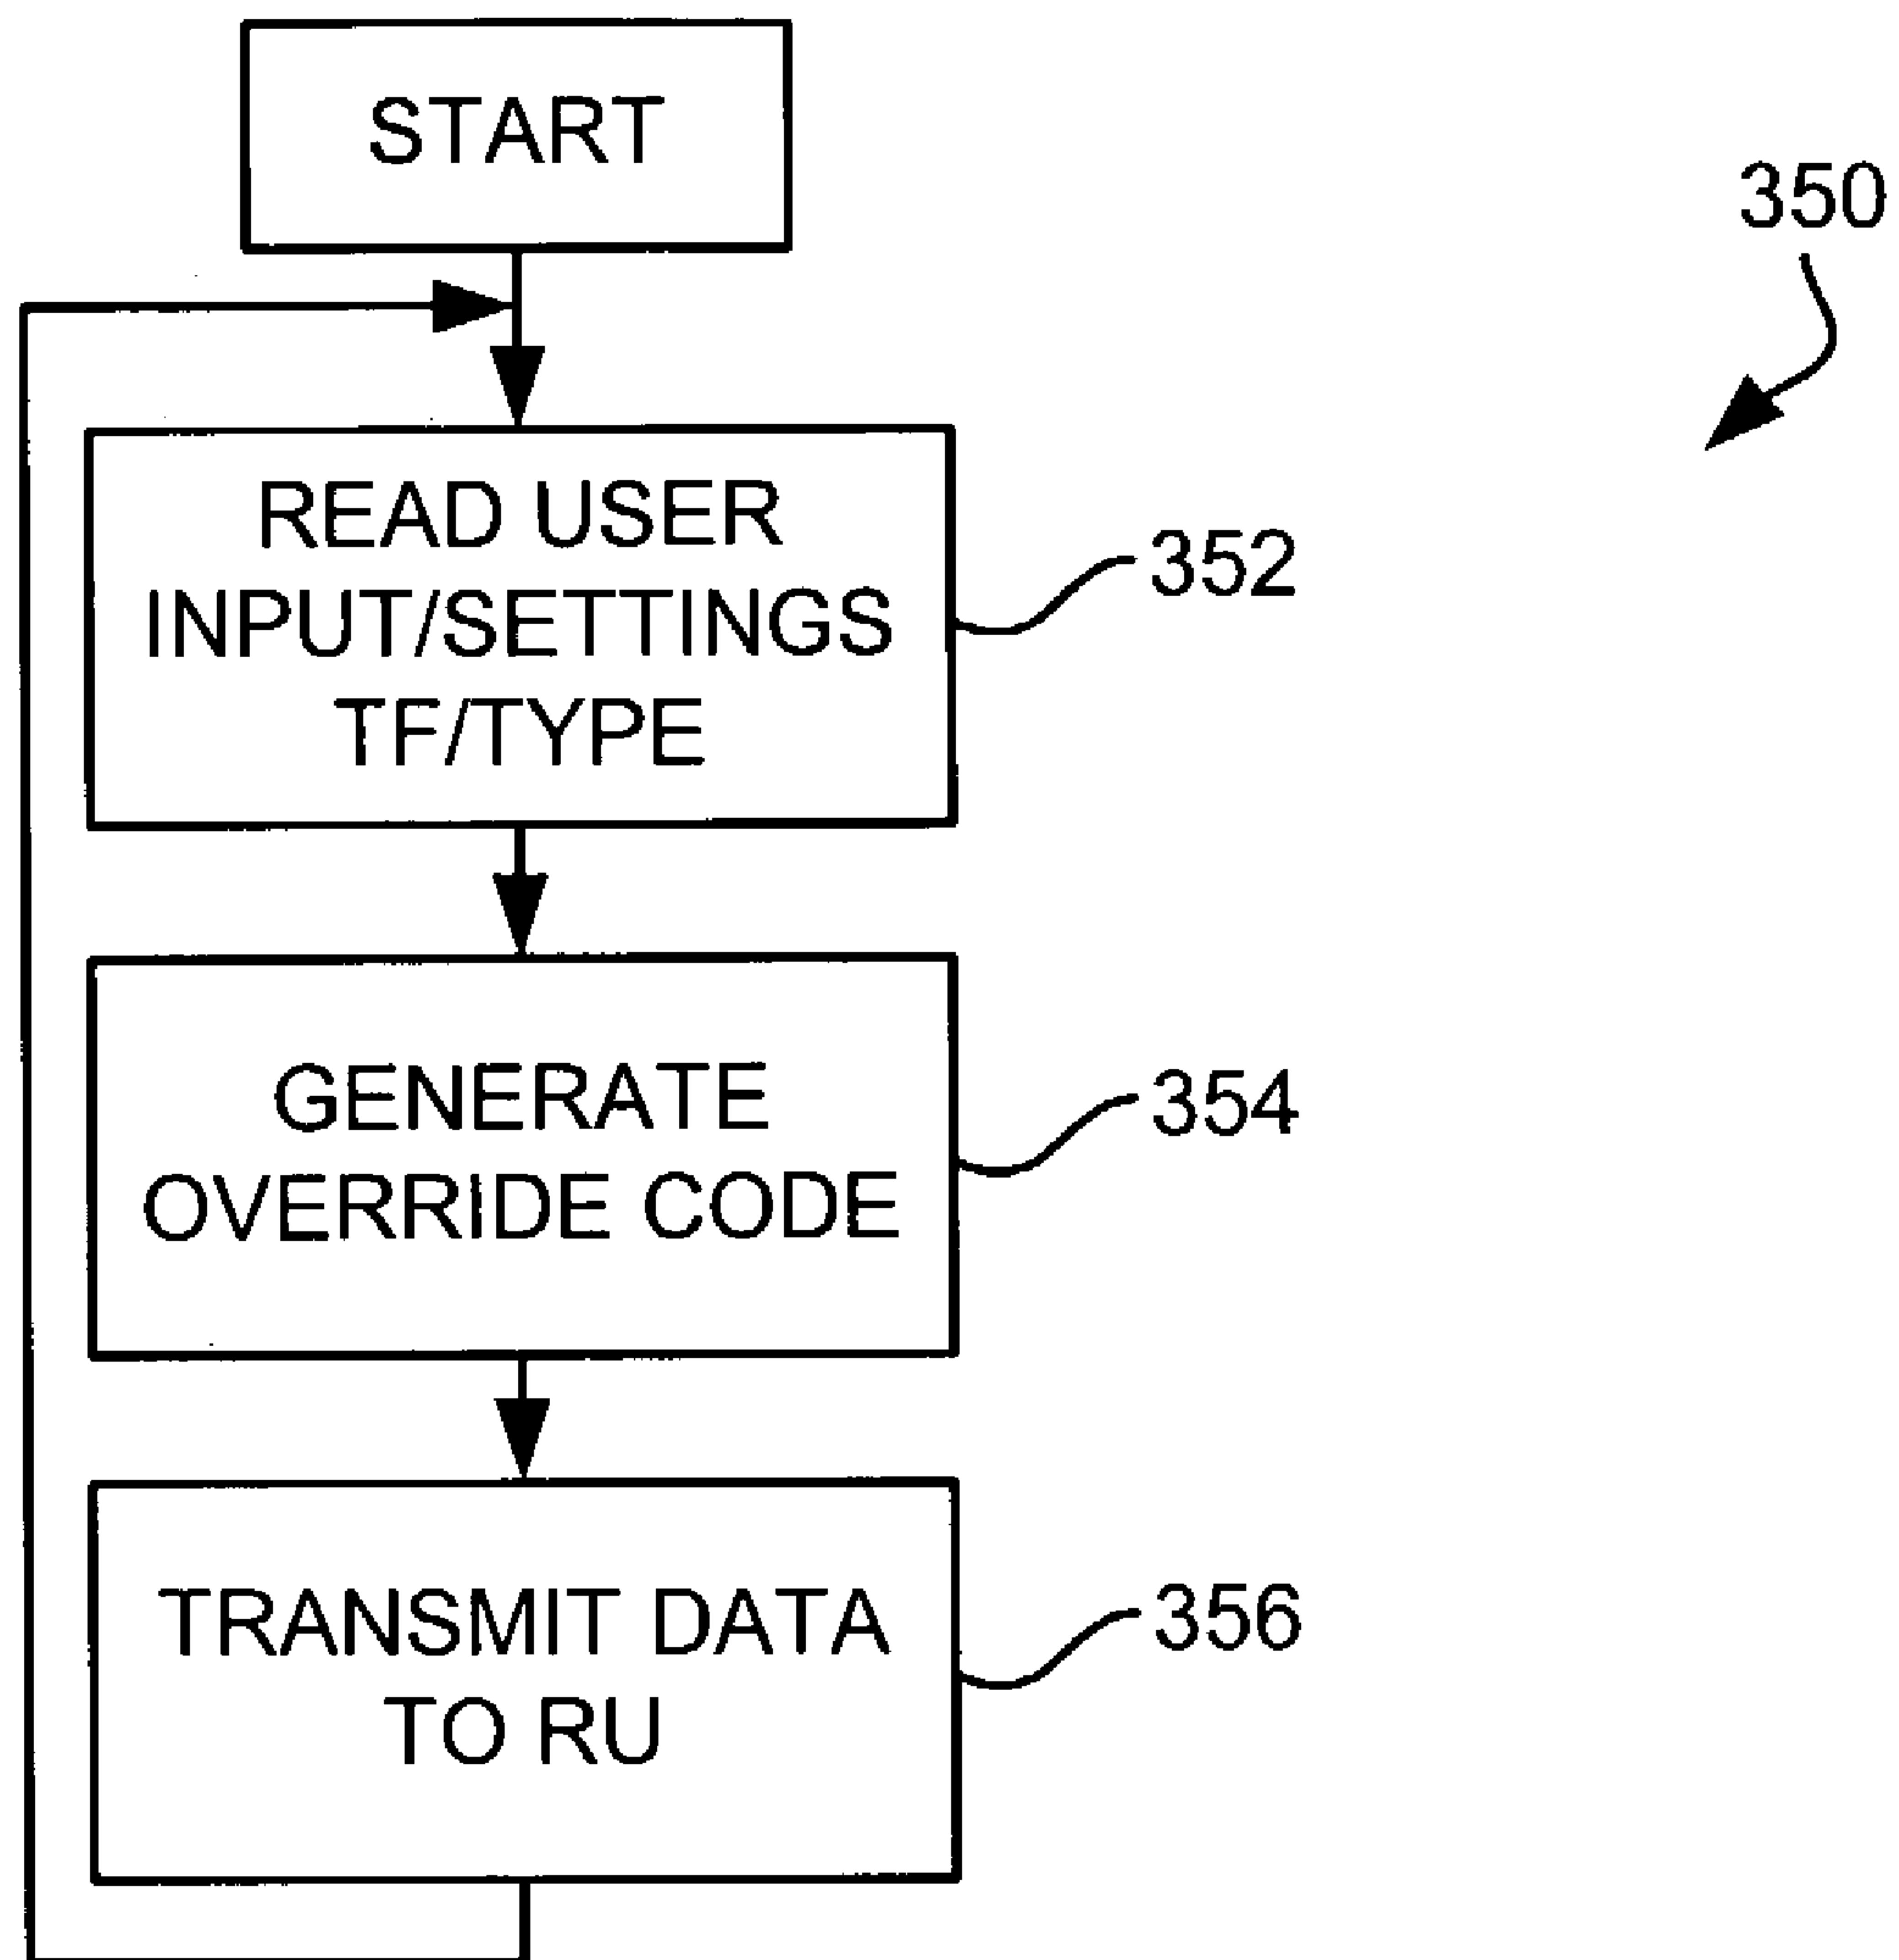 START
350
READ USER
INPUT/SETTINGS
TF/TYPE
352
GENERATE
OVERRIDE CODE
354
TRANSMIT DATA
TO RU
356